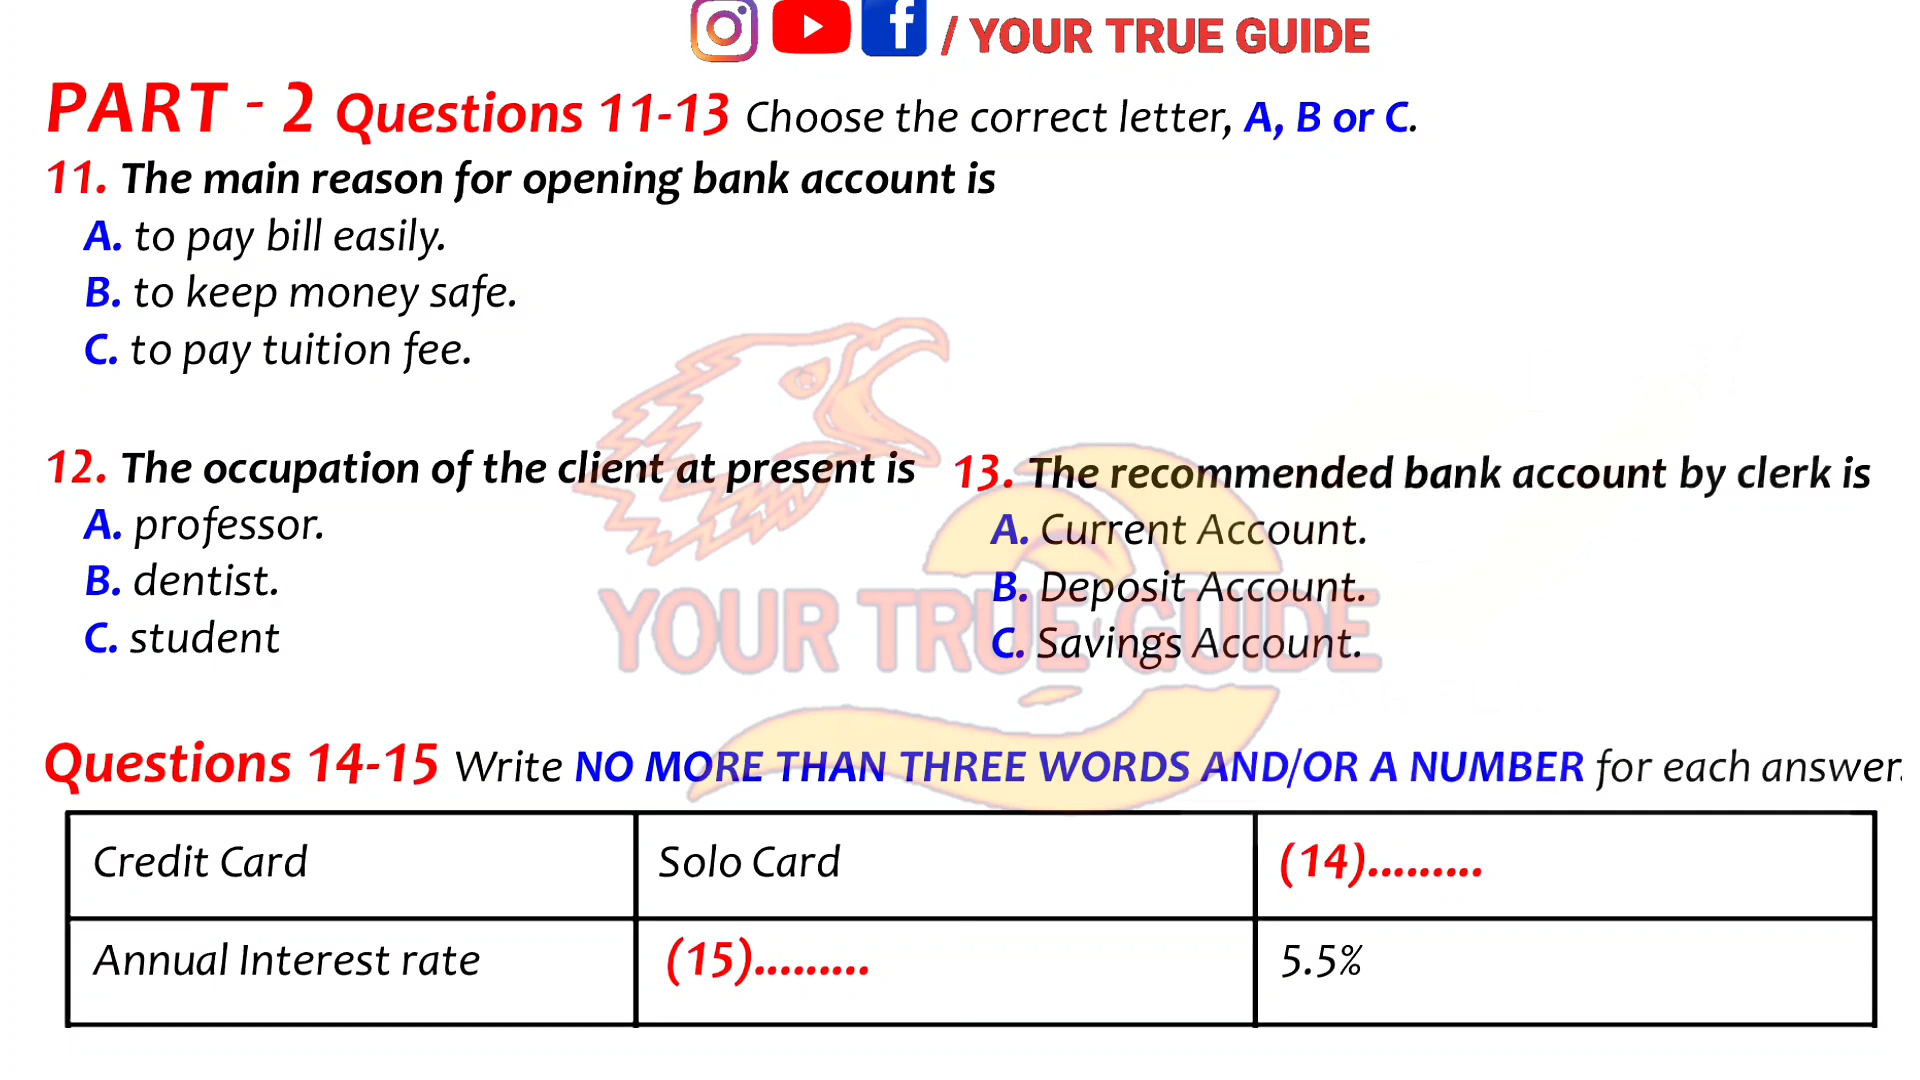 / YOUR TRUE GUIDE
PART - 2 Questions 11-13 Choose the correct letter, A, B or C.
11. The main reason for opening bank account is
A. to pay bill easily.
B. to keep money safe.
C. to pay tuition fee.
12. The occupation of the client at present is
A. professor.
B. dentist.
C. student
13. The recommended bank account by clerk is
A. Current Account.
B. Deposit Account.
C. Savings Account.
YOUR TRUE GUIDE
Questions 14-15 Write NO MORE THAN THREE WORDS AND/OR A NUMBER for each answer.
Credit Card Solo Card (14).........
Annual Interest rate (15)......... 5.5%